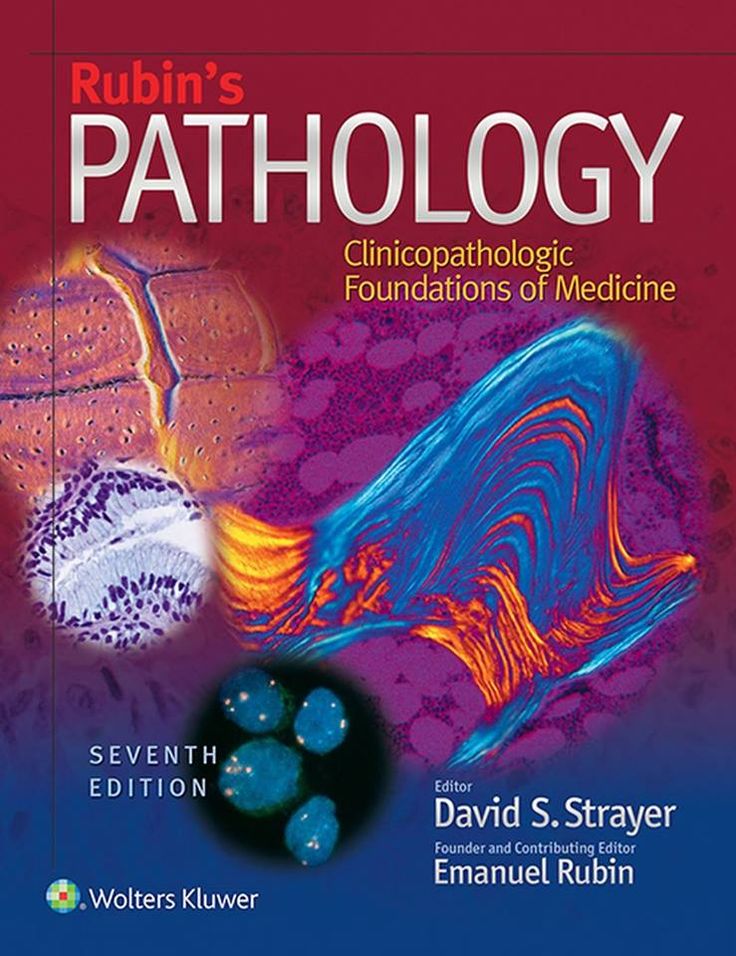 Rubin's
PATHOLOGY
Clinicopathologic
Foundations of Medicine
SEVENTH
EDITION
Editor
David S. Strayer
Founder and Contributing Editor
Emanuel Rubin
Wolters Kluwer